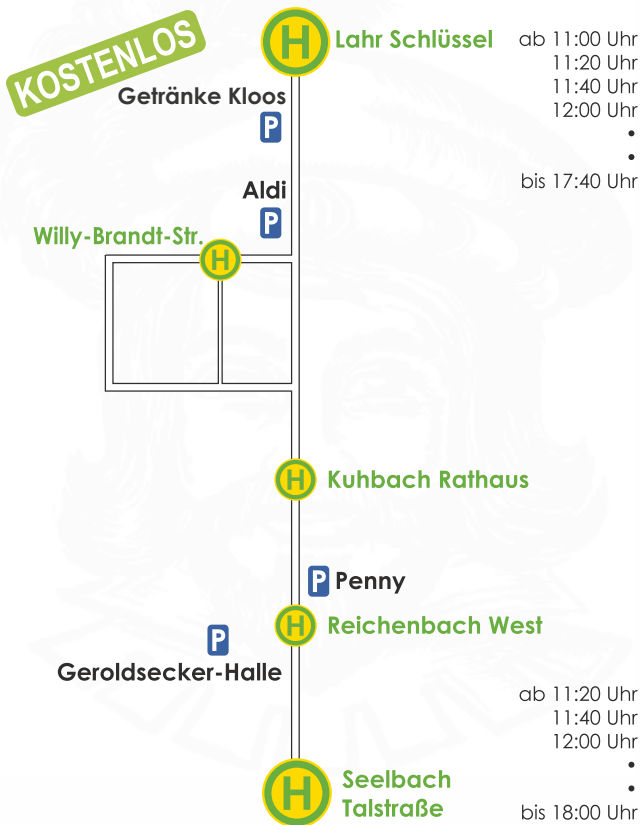 KOSTENLOS
H
Lahr Schlüssel
ab 11:00 Uhr
11:20 Uhr
11:40 Uhr
12:00 Uhr
•
•
bis 17:40 Uhr
Getränke Kloos
P
Aldi
P
Willy-Brandt-Str.
H
H
Kuhbach Rathaus
P Penny
H
Reichenbach West
P
Geroldsecker-Halle
H
Seelbach
Talstraße
ab 11:20 Uhr
11:40 Uhr
12:00 Uhr
•
•
bis 18:00 Uhr